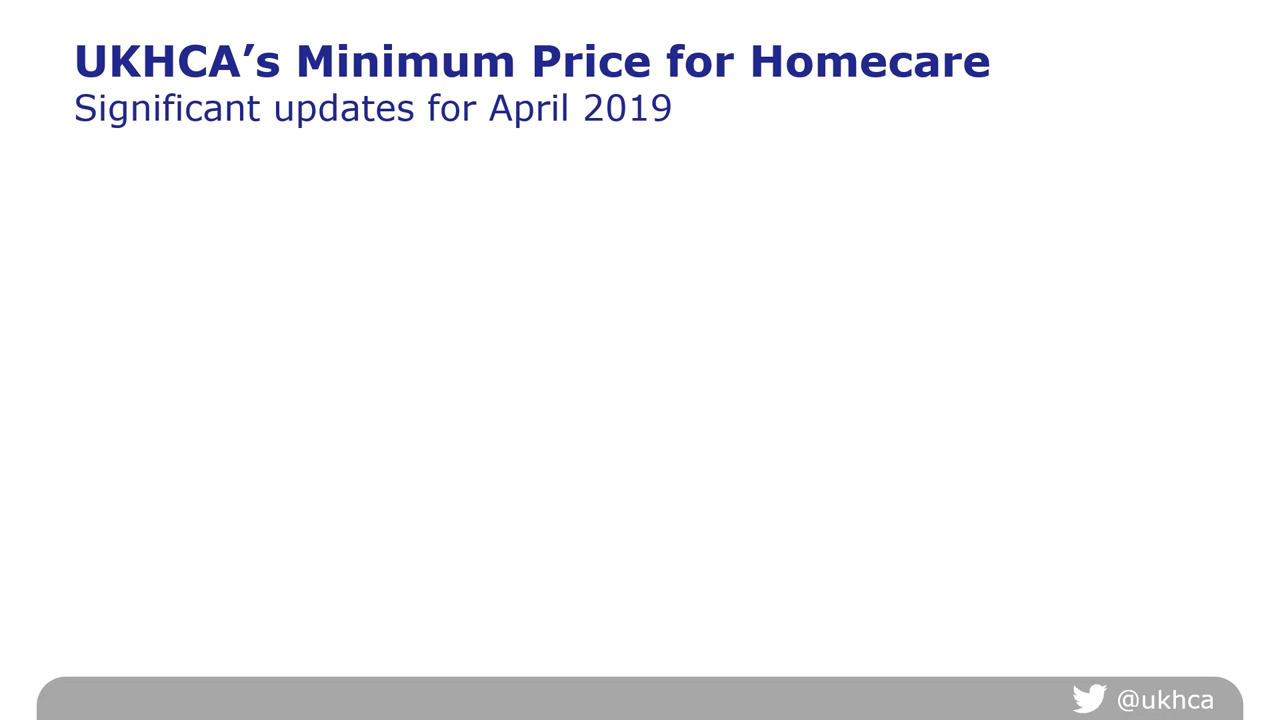 UKHCA’s Minimum Price for Homecare
Significant updates for April 2019
@ukhca